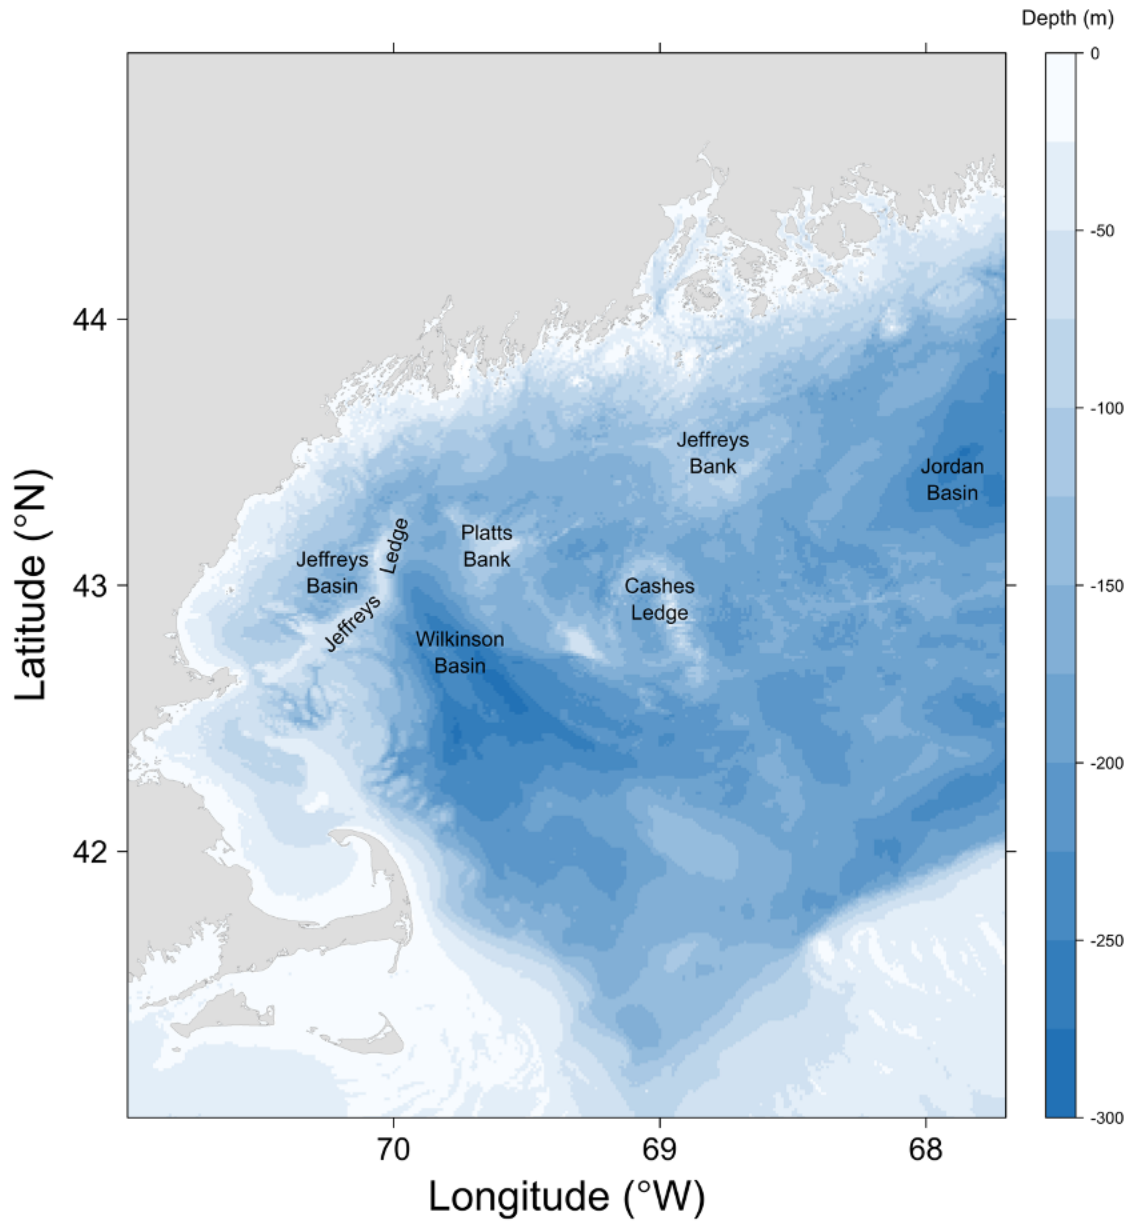 Depth (m)
0
-50
-100
-150
-200
-250
-300
44
43
42
Latitude (°N)
Jeffreys
Bank
Jordan
Basin
Platts
Bank
Jeffreys
Basin
Jeffreys
Ledge
Cashes
Ledge
Wilkinson
Basin
70
69
68
Longitude (°W)